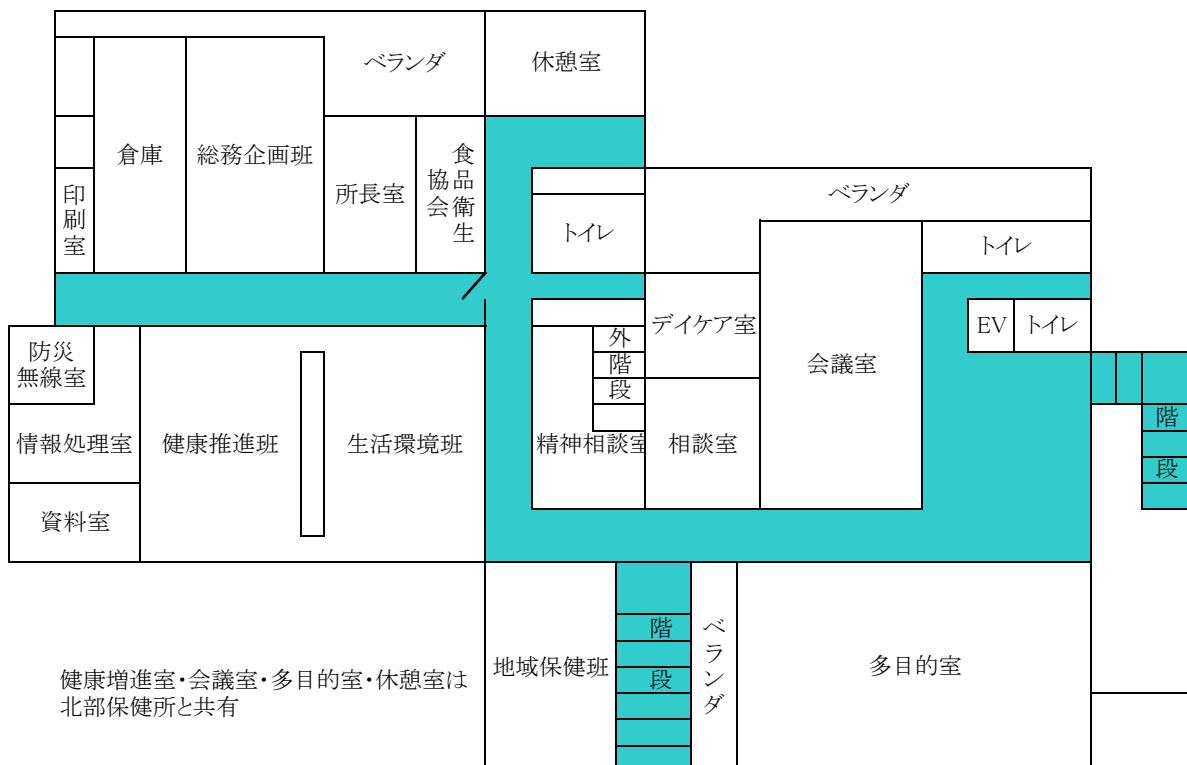 ベランダ
休憩室
倉庫
総務企画班
印刷室
所長室
食品衛生
協会
トイレ
ベランダ
トイレ
デイケア室
会議室
EV
トイレ
防災
無線室
外階段
階段
情報処理室
健康推進班
生活環境班
精神相談室
相談室
資料室
地域保健班
階段
ベランダ
多目的室
健康増進室・会議室・多目的室・休憩室は
北部保健所と共有